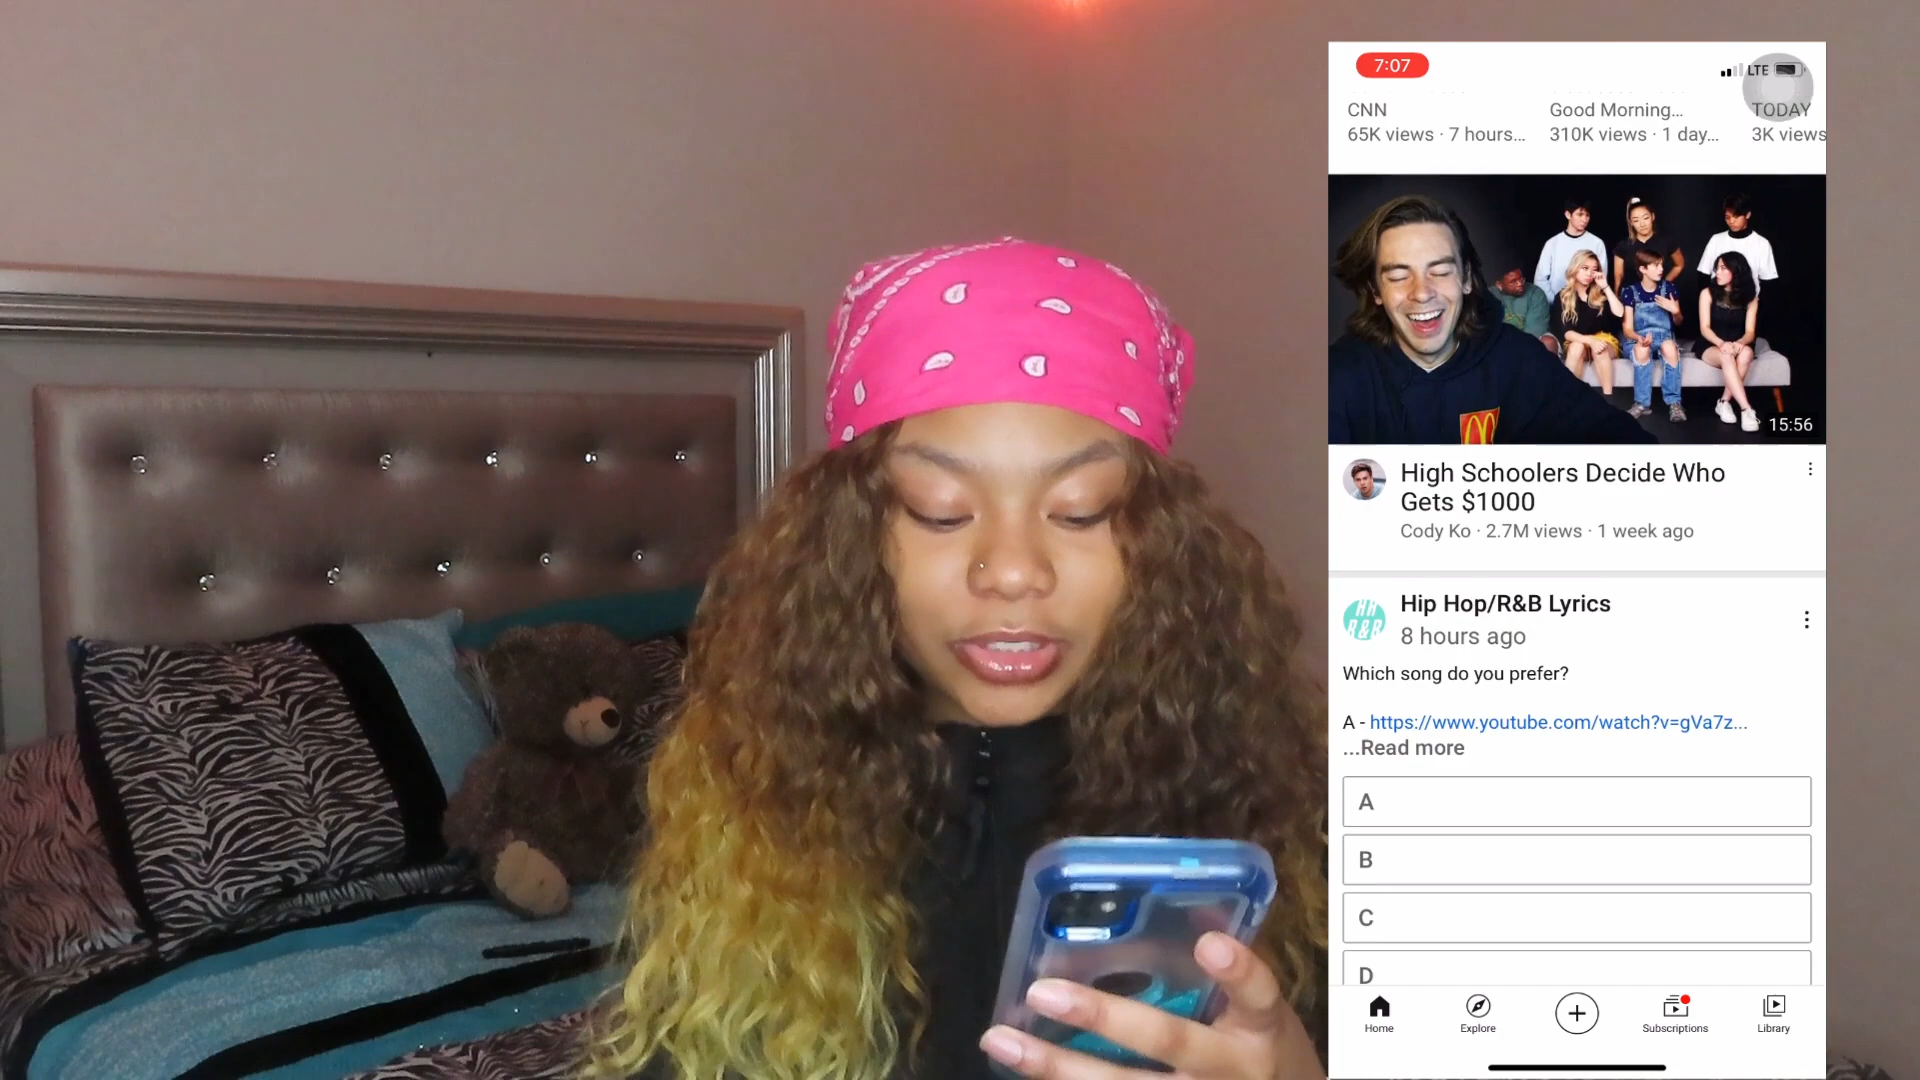 7:07
LTE
CNN
Good Morning…
TODAY
65K views · 7 hours…
310K views · 1 day…
3K views
15:56
High Schoolers Decide Who
Gets $1000
Cody Ko · 2.7M views · 1 week ago
HH
R&B
Hip Hop/R&B Lyrics
8 hours ago
Which song do you prefer?
A - https://www.youtube.com/watch?v=gVa7z...
...Read more
A
B
C
D
Home
Explore
Subscriptions
Library